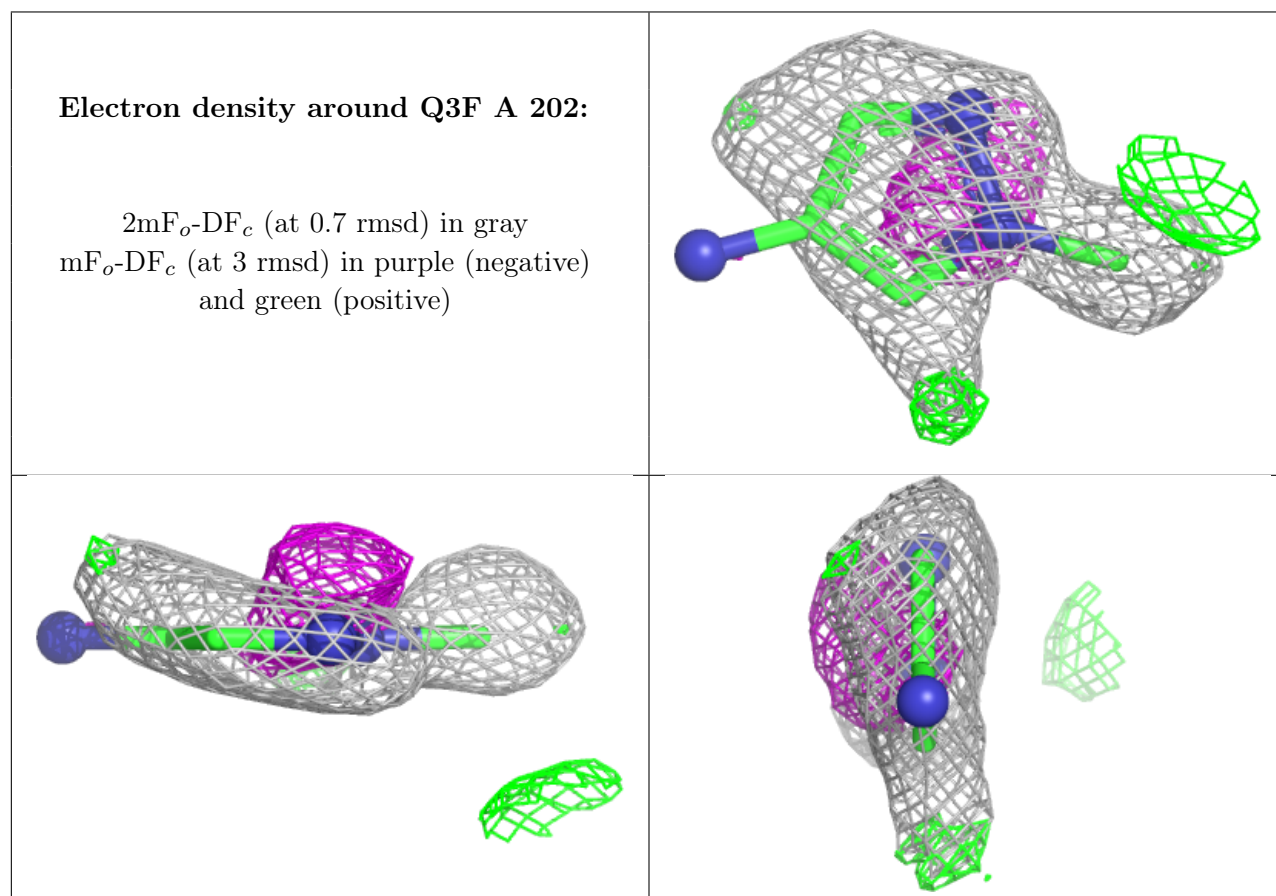 Electron density around Q3F A 202:
2mFₒ-DF𝒸 (at 0.7 rmsd) in gray
mFₒ-DF𝒸 (at 3 rmsd) in purple (negative)
and green (positive)